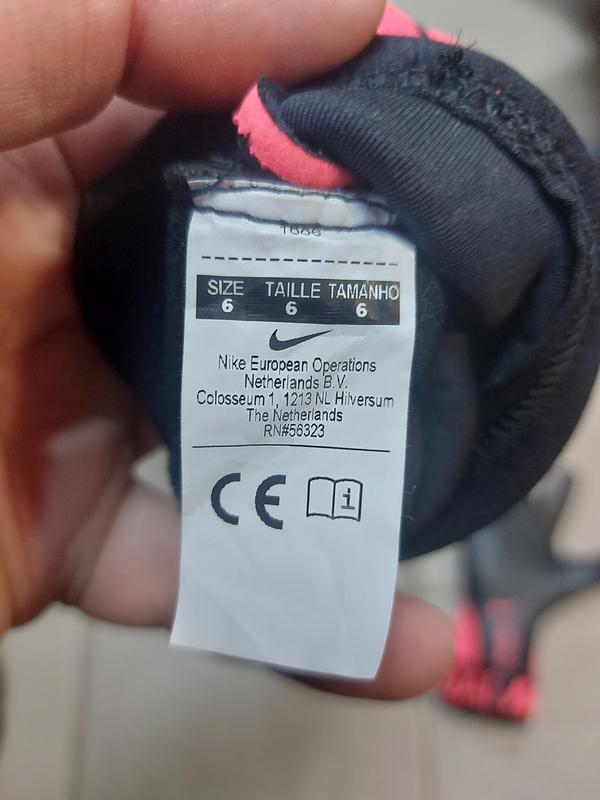 1666
SIZE TAILLE TAMANHO
6 6 6
Nike European Operations
Netherlands B.V.
Colosseum 1, 1213 NL Hilversum
The Netherlands
RN#56323
CE
i